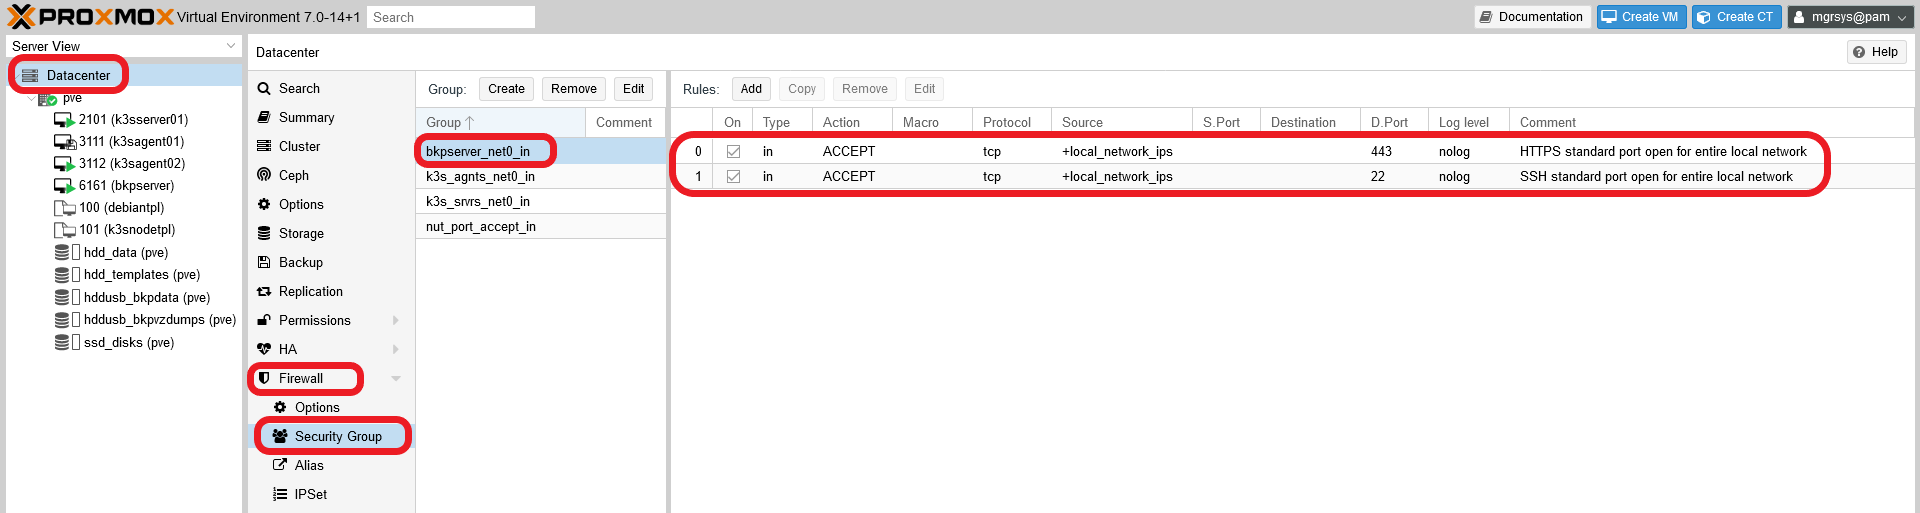 PROXMOX Virtual Environment 7.0-14+1 Search Documentation Create VM Create CT mgrsys@pam
Server View
Datacenter
pve
2101 (k3sserver01)
3111 (k3sagent01)
3112 (k3sagent02)
6161 (bkpserver)
100 (debiantpl)
101 (k3snodetpl)
hdd_data (pve)
hdd_templates (pve)
hddusb_bkpdata (pve)
hddusb_bkpvzdumps (pve)
ssd_disks (pve)
Datacenter Help
Search
Summary
Cluster
Ceph
Options
Storage
Backup
Replication
Permissions
HA
Firewall
Options
Security Group
Alias
IPSet
Group: Create Remove Edit
Group Comment
bkpserver_net0_in
k3s_agnts_net0_in
k3s_srvrs_net0_in
nut_port_accept_in
Rules: Add Copy Remove Edit
On Type Action Macro Protocol Source S.Port Destination D.Port Log level Comment
0 in ACCEPT tcp +local_network_ips 443 nolog HTTPS standard port open for entire local network
1 in ACCEPT tcp +local_network_ips 22 nolog SSH standard port open for entire local network